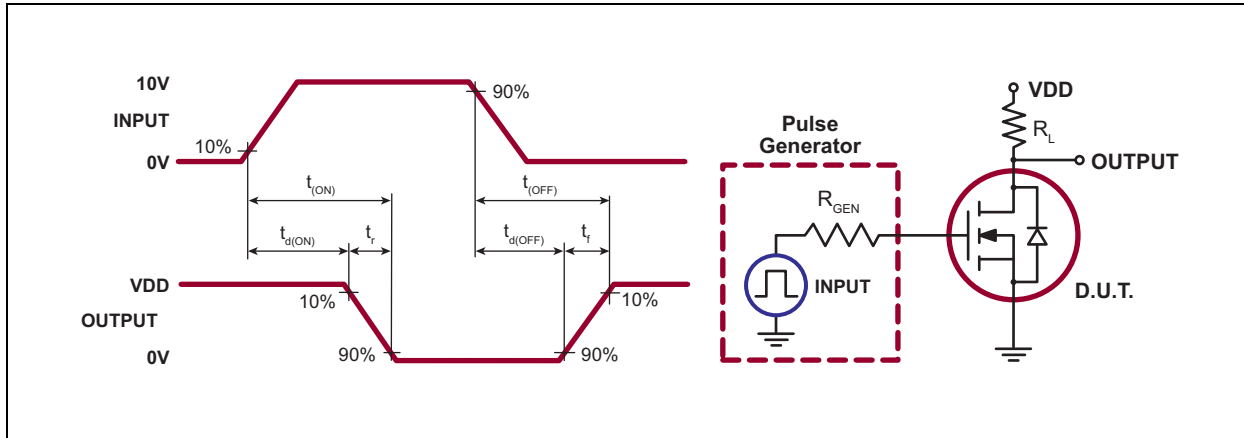 10V
INPUT
0V
10%
90%
t(ON)
t(OFF)
td(ON)
tr
td(OFF)
tf
VDD
OUTPUT
0V
10%
90%
90%
10%
Pulse
Generator
RGEN
INPUT
VDD
RL
OUTPUT
D.U.T.